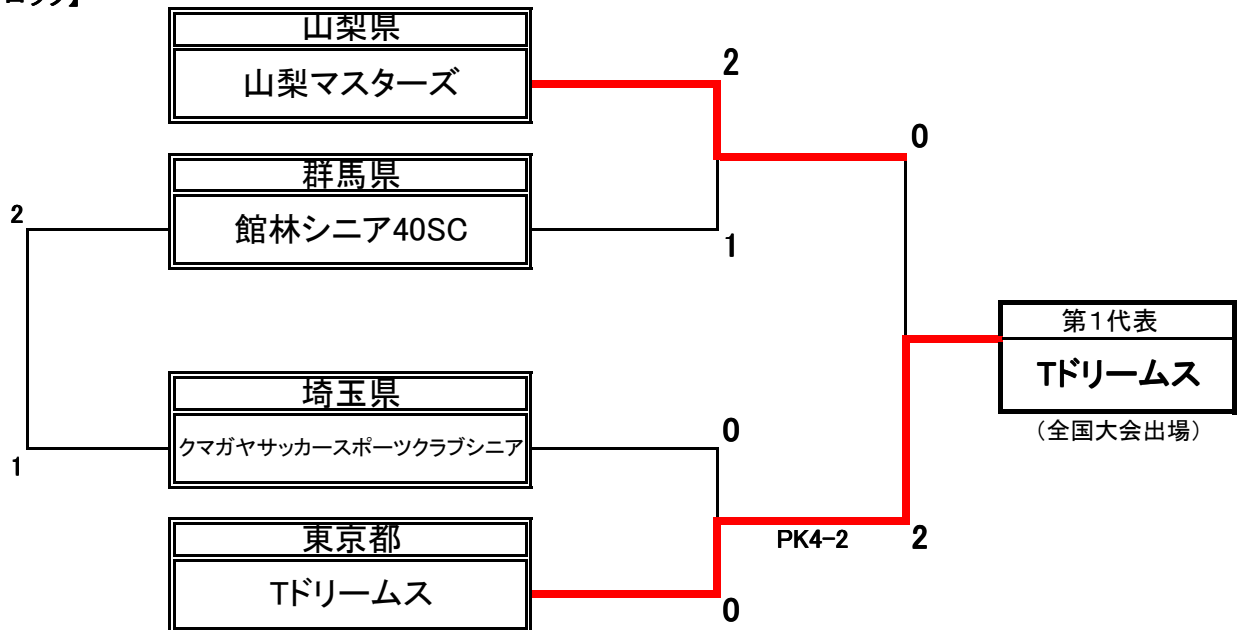 ロック】
山梨県
山梨マスターズ
2
0
群馬県
館林シニア40SC
2
1
第1代表
Tドリームス
(全国大会出場)
埼玉県
クマガヤサッカースポーツクラブシニア
0
1
PK4-2
2
東京都
Tドリームス
0